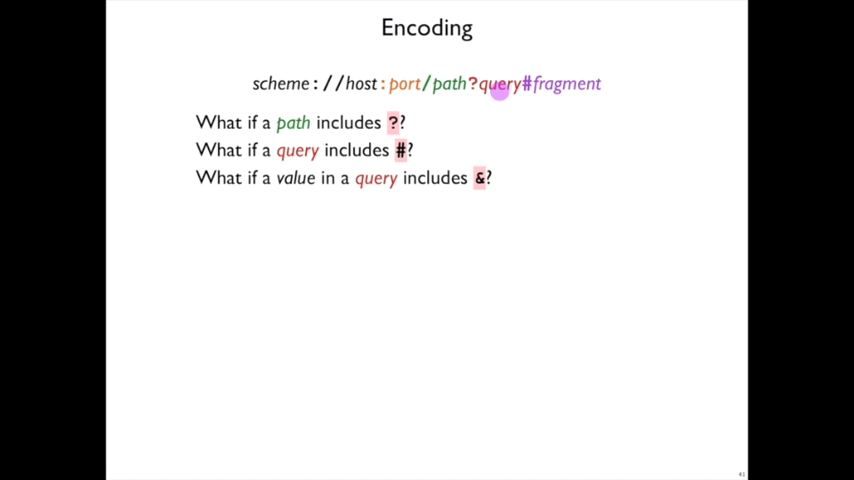 Encoding
scheme://host:port/path?query#fragment
What if a path includes ??
What if a query includes #?
What if a value in a query includes &?
41